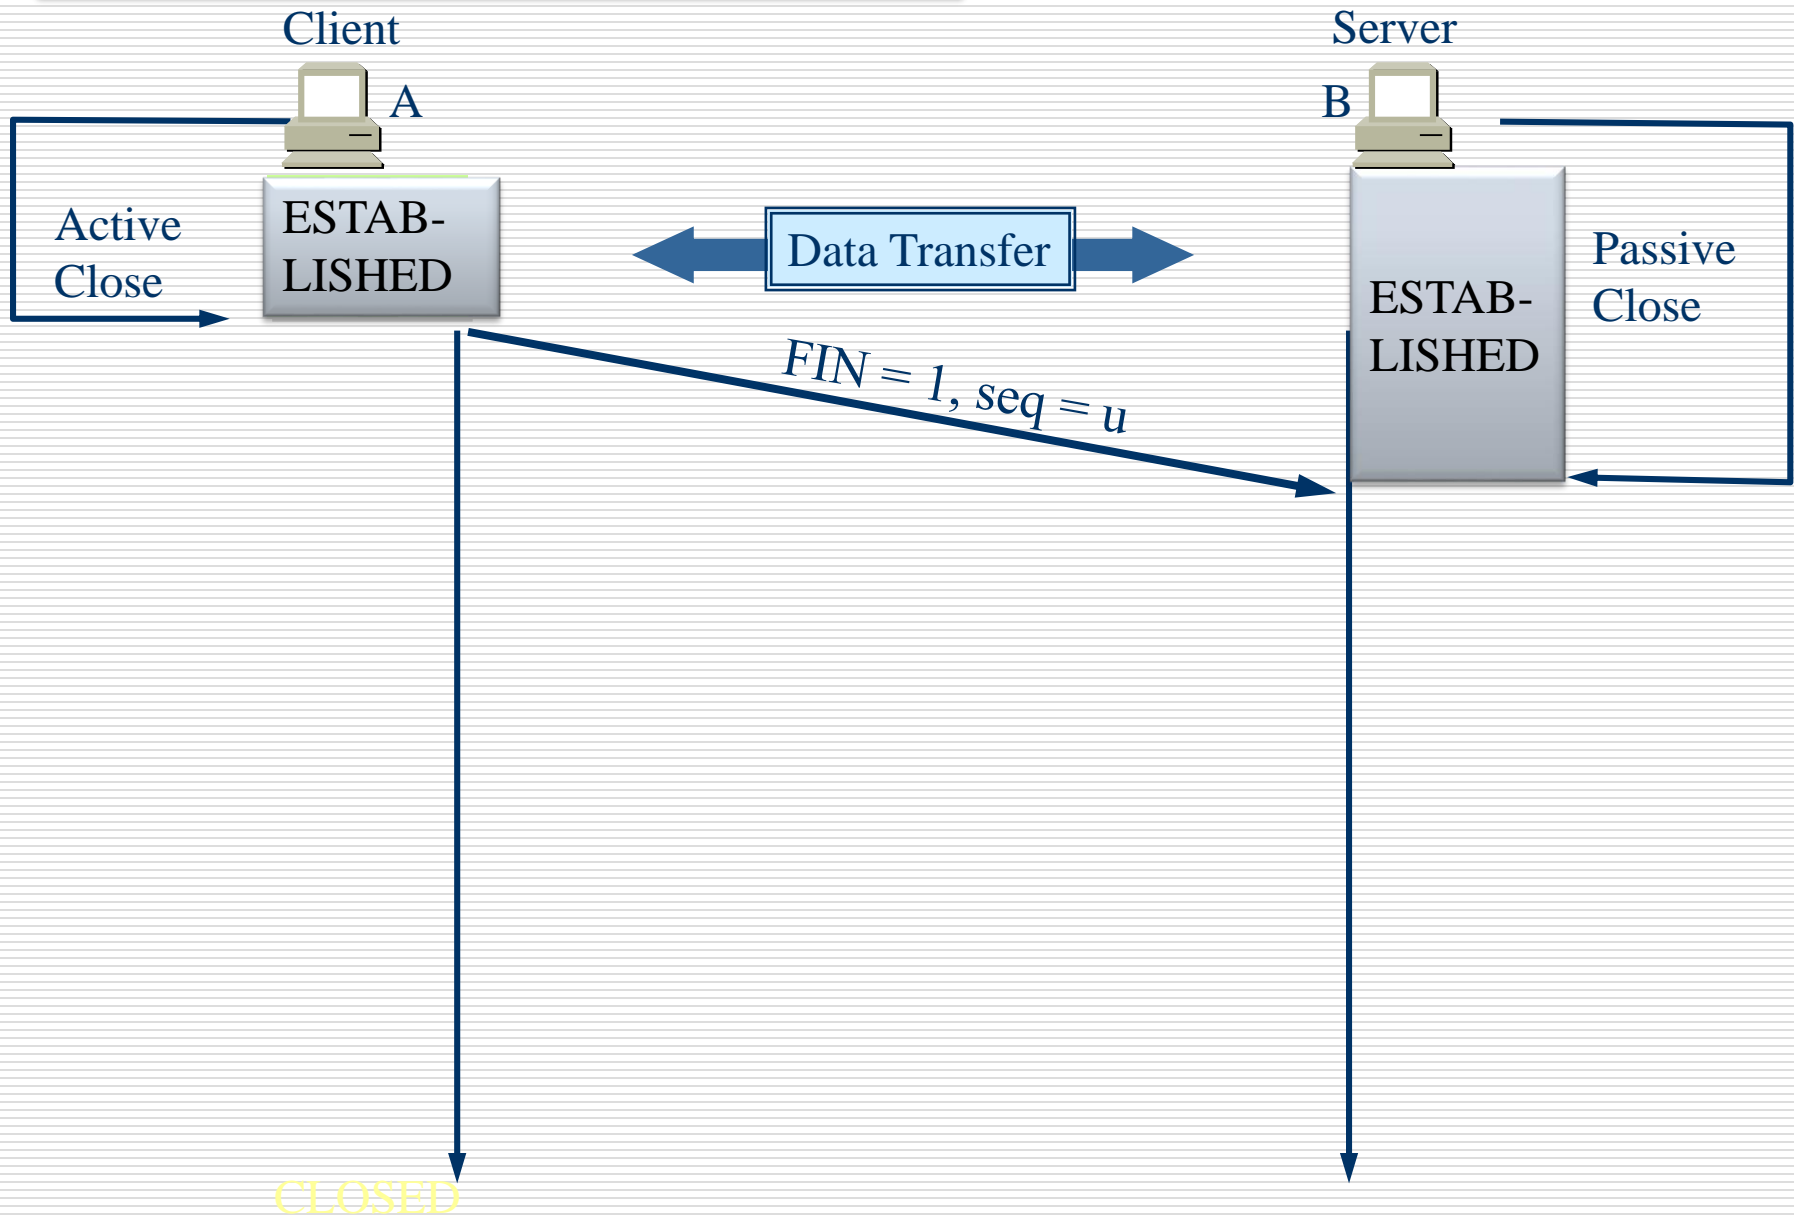 Client
Server
A
B
Active
Close
ESTAB-
LISHED
Data Transfer
ESTAB-
LISHED
Passive
Close
FIN = 1, seq = u
CLOSED